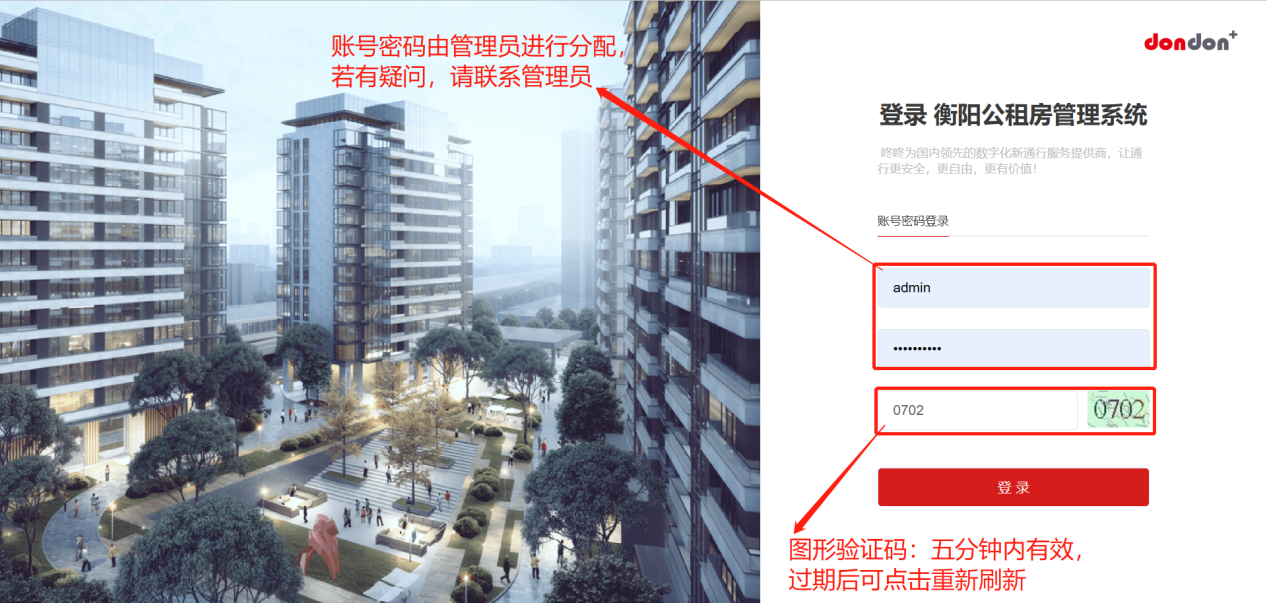 账号密码由管理员进行分配,
若有疑问，请联系管理员
dondon+
登录 衡阳公租房管理系统
咚咚为国内领先的数字化新通行服务提供商，让通
行更安全，更自由，更有价值！
账号密码登录
admin
••••••••••
0702
0702
登 录
图形验证码：五分钟内有效,
过期后可点击重新刷新